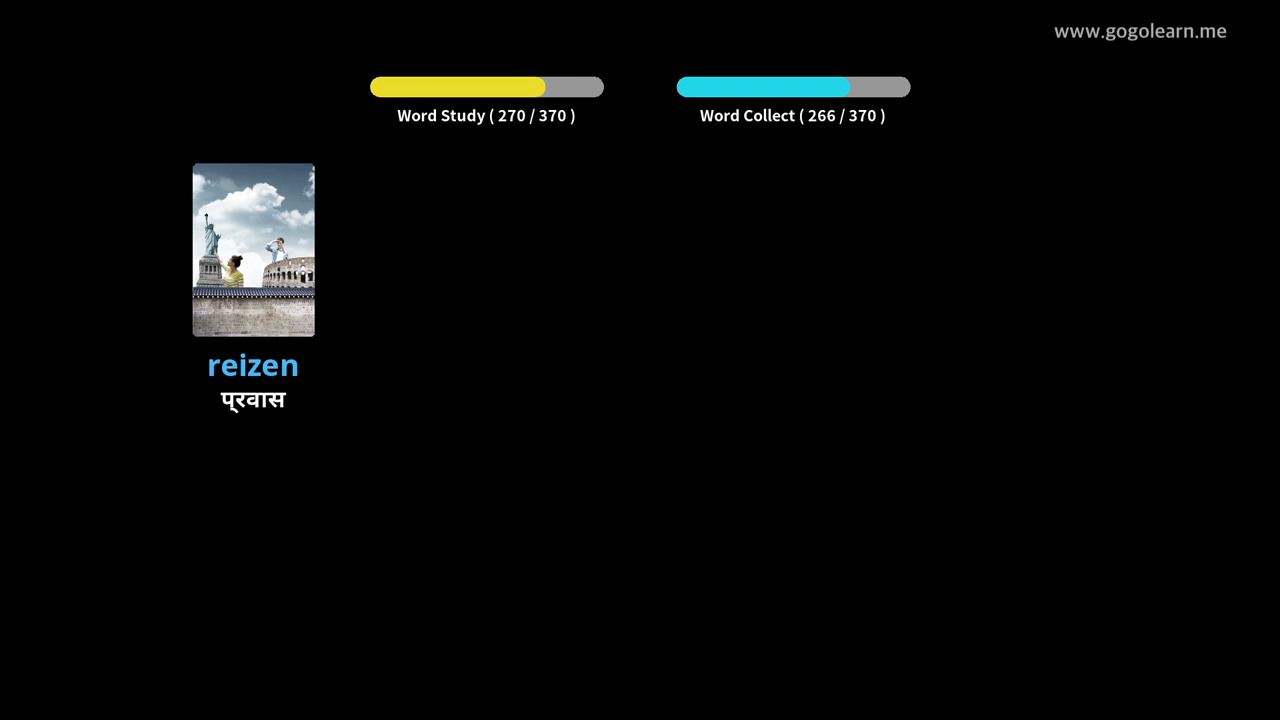 www.gogolearn.me
Word Study ( 270 / 370 )
Word Collect ( 266 / 370 )
reizen
प्रवास